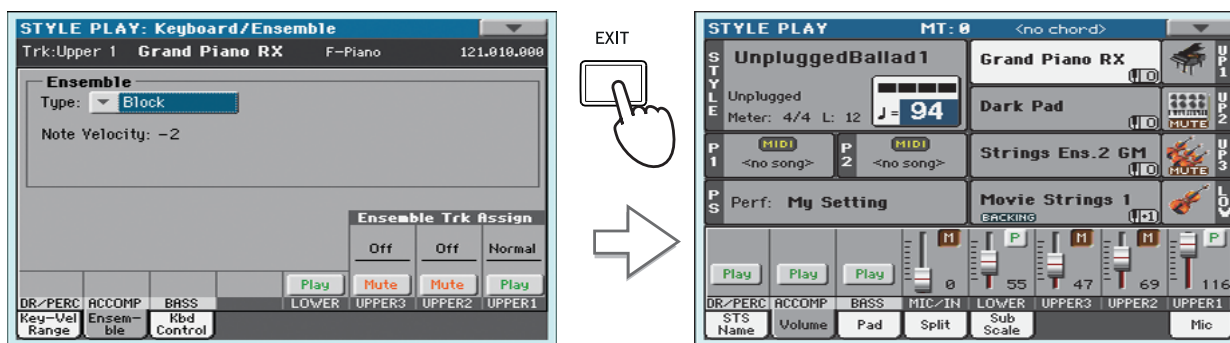 STYLE PLAY: Keyboard/Ensemble
Trk:Upper 1 Grand Piano RX F-Piano 121.010.000
Ensemble
Type: Block
Note Velocity: -2
Ensemble Trk Assign
Off Off Normal
Play Mute Mute Play
DR/PERC ACCOMP BASS LOWER UPPER3 UPPER2 UPPER1
Key-Vel Range Ensem-ble Kbd Control
EXIT
STYLE PLAY MT: 0 <no chord>
STYLE
UnpluggedBallad1
Unplugged
Meter: 4/4 L: 12 ♩= 94
Grand Piano RX
0
UP1
Dark Pad
0
MUTE
UP2
P1 MIDI <no song>
P2 MIDI <no song>
Strings Ens.2 GM
0
MUTE
UP3
PS Perf: My Setting
Movie Strings 1
BACKING +1
LOW
M P M M P
Play Play Play 0 55 47 69 116
DR/PERC ACCOMP BASS MIC/IN LOWER UPPER3 UPPER2 UPPER1
STS Name Volume Pad Split Sub Scale Mic